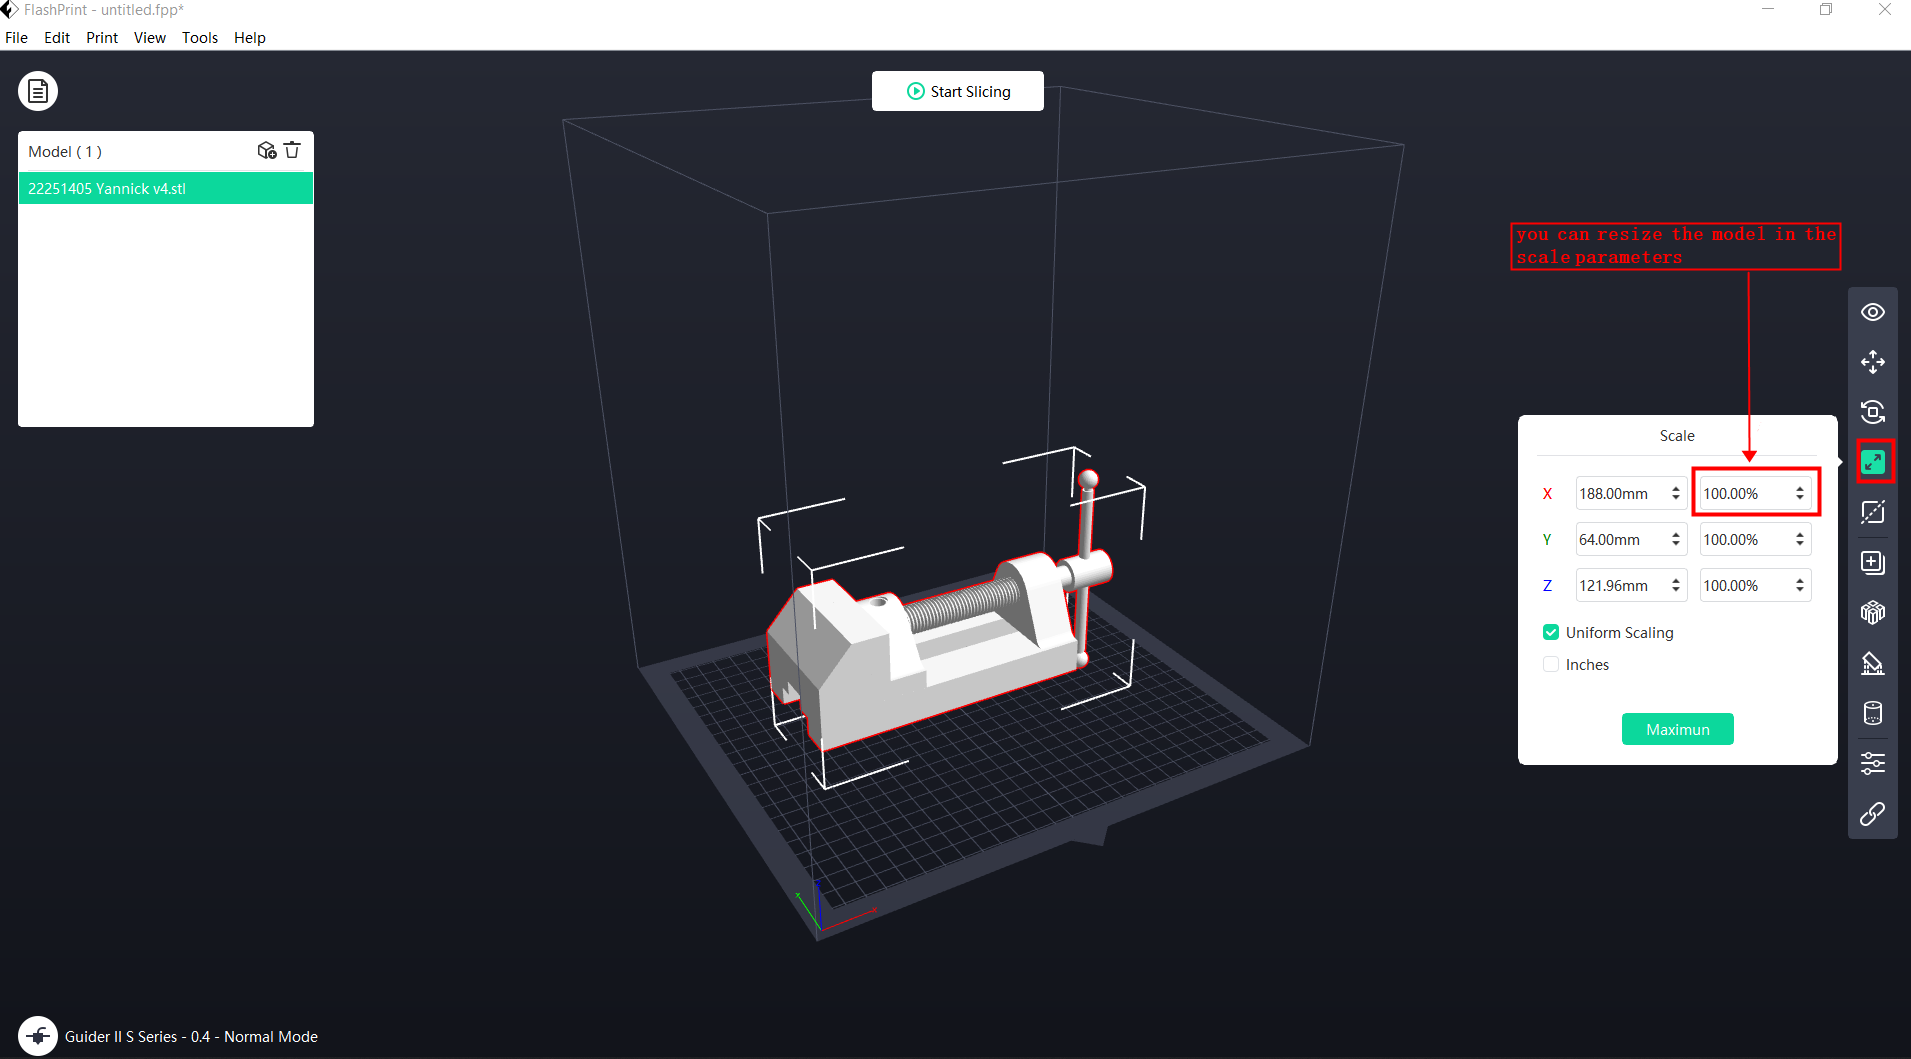 FlashPrint - untitled.fpp*
File Edit Print View Tools Help
Start Slicing
Model ( 1 )
22251405 Yannick v4.stl
you can resize the model in the
scale parameters
Scale
X 188.00mm 100.00%
Y 64.00mm 100.00%
Z 121.96mm 100.00%
Uniform Scaling
Inches
Maximun
Guider II S Series - 0.4 - Normal Mode